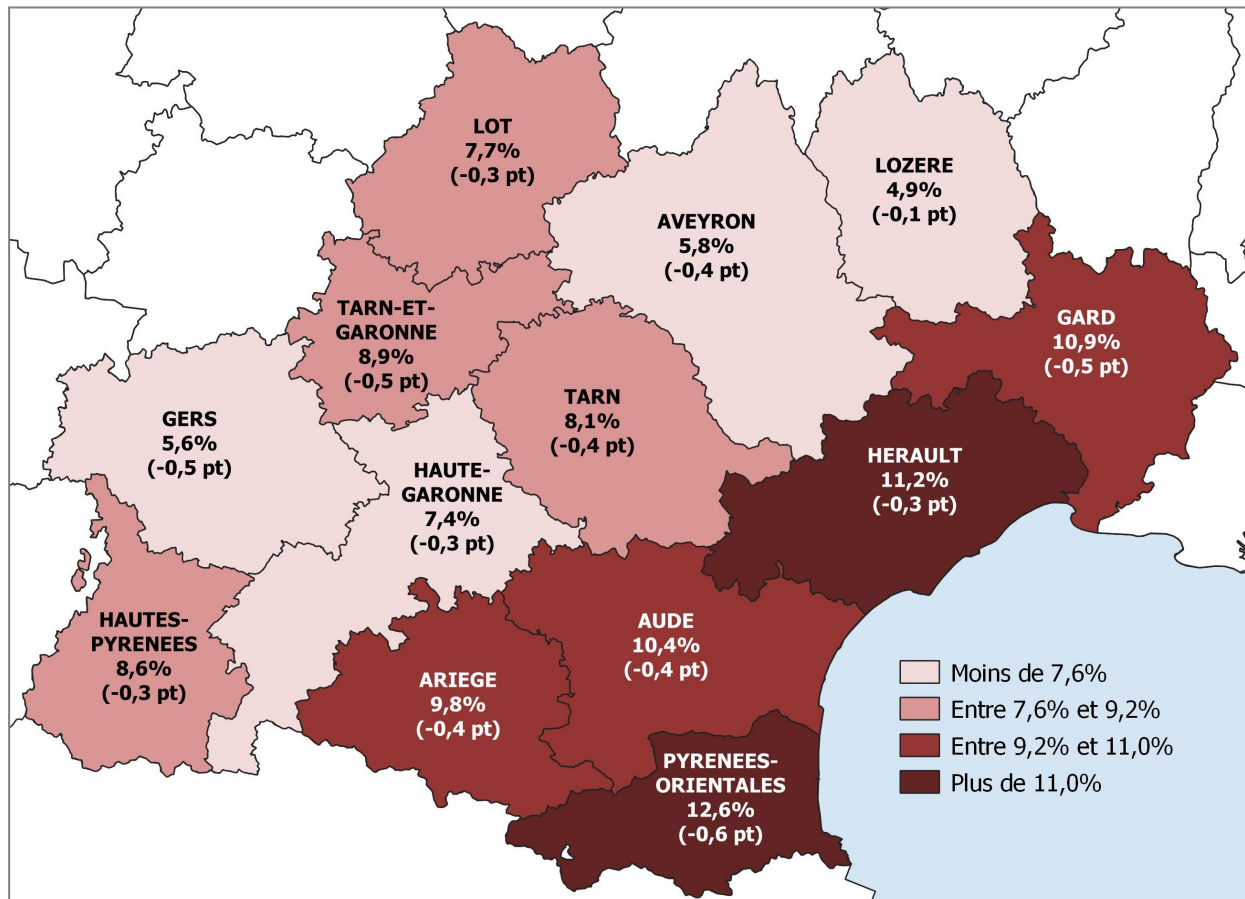 LOT
7,7%
(-0,3 pt)
LOZERE
4,9%
(-0,1 pt)
AVEYRON
5,8%
(-0,4 pt)
TARN-ET-
GARONNE
8,9%
(-0,5 pt)
GARD
10,9%
(-0,5 pt)
TARN
8,1%
(-0,4 pt)
GERS
5,6%
(-0,5 pt)
HAUTE-
GARONNE
7,4%
(-0,3 pt)
HERAULT
11,2%
(-0,3 pt)
HAUTES-
PYRENEES
8,6%
(-0,3 pt)
AUDE
10,4%
(-0,4 pt)
ARIEGE
9,8%
(-0,4 pt)
PYRENEES-
ORIENTALES
12,6%
(-0,6 pt)
Moins de 7,6%
Entre 7,6% et 9,2%
Entre 9,2% et 11,0%
Plus de 11,0%